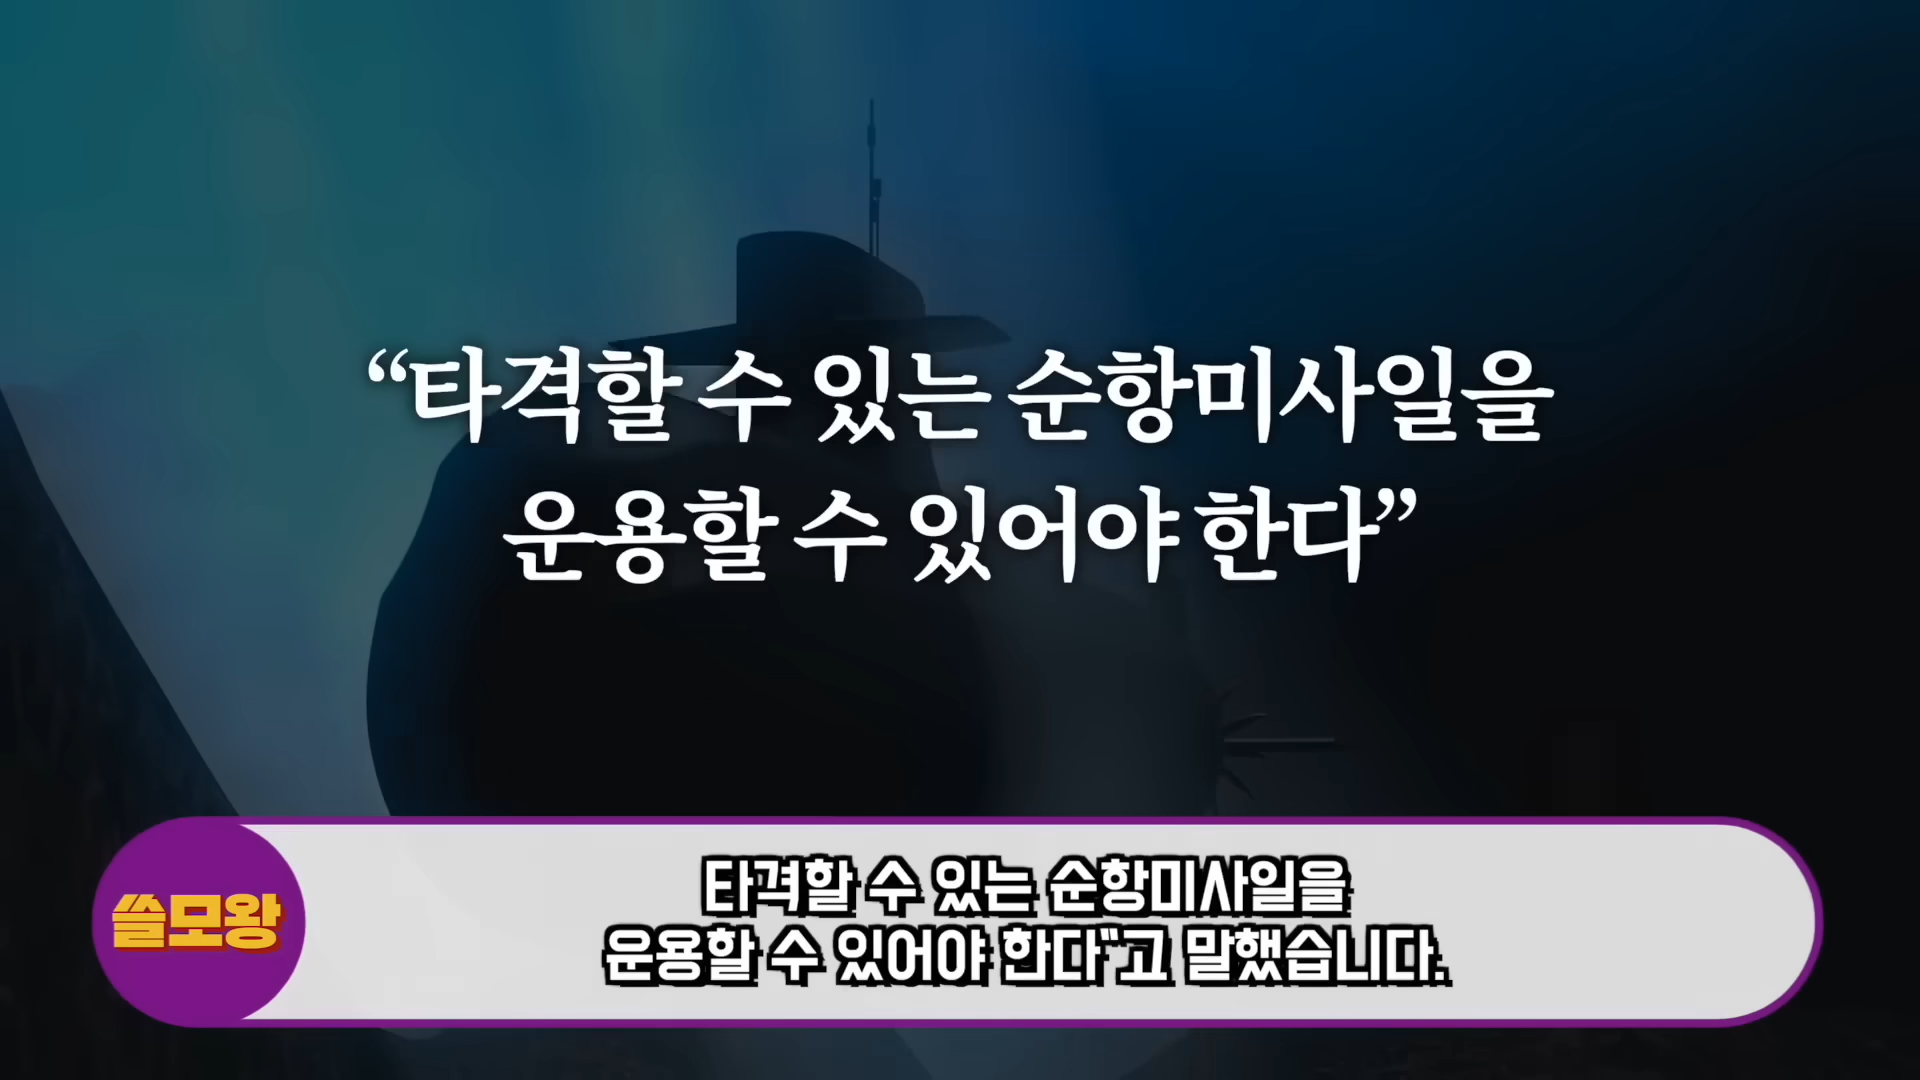 “타격할 수 있는 순항미사일을
운용할 수 있어야 한다”
쓸모왕
타격할 수 있는 순항미사일을
운용할 수 있어야 한다"고 말했습니다.